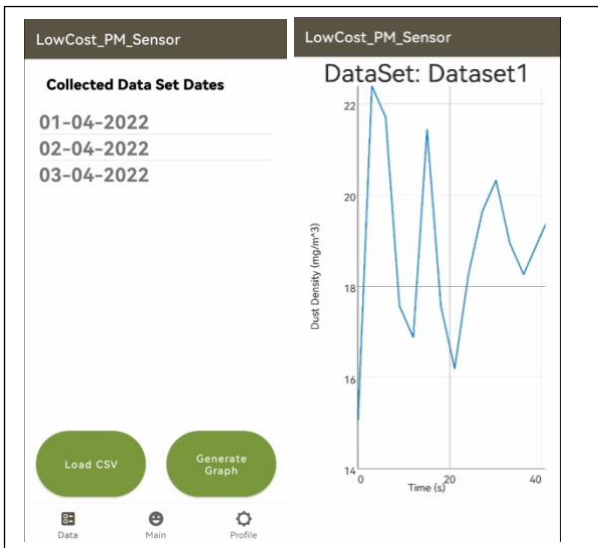 LowCost_PM_Sensor
Collected Data Set Dates
01-04-2022
02-04-2022
03-04-2022
Load CSV
Generate
Graph
Data
Main
Profile
LowCost_PM_Sensor
DataSet: Dataset1
Dust Density (mg/m^3)
22
20
18
16
14
0
20
40
Time (s)